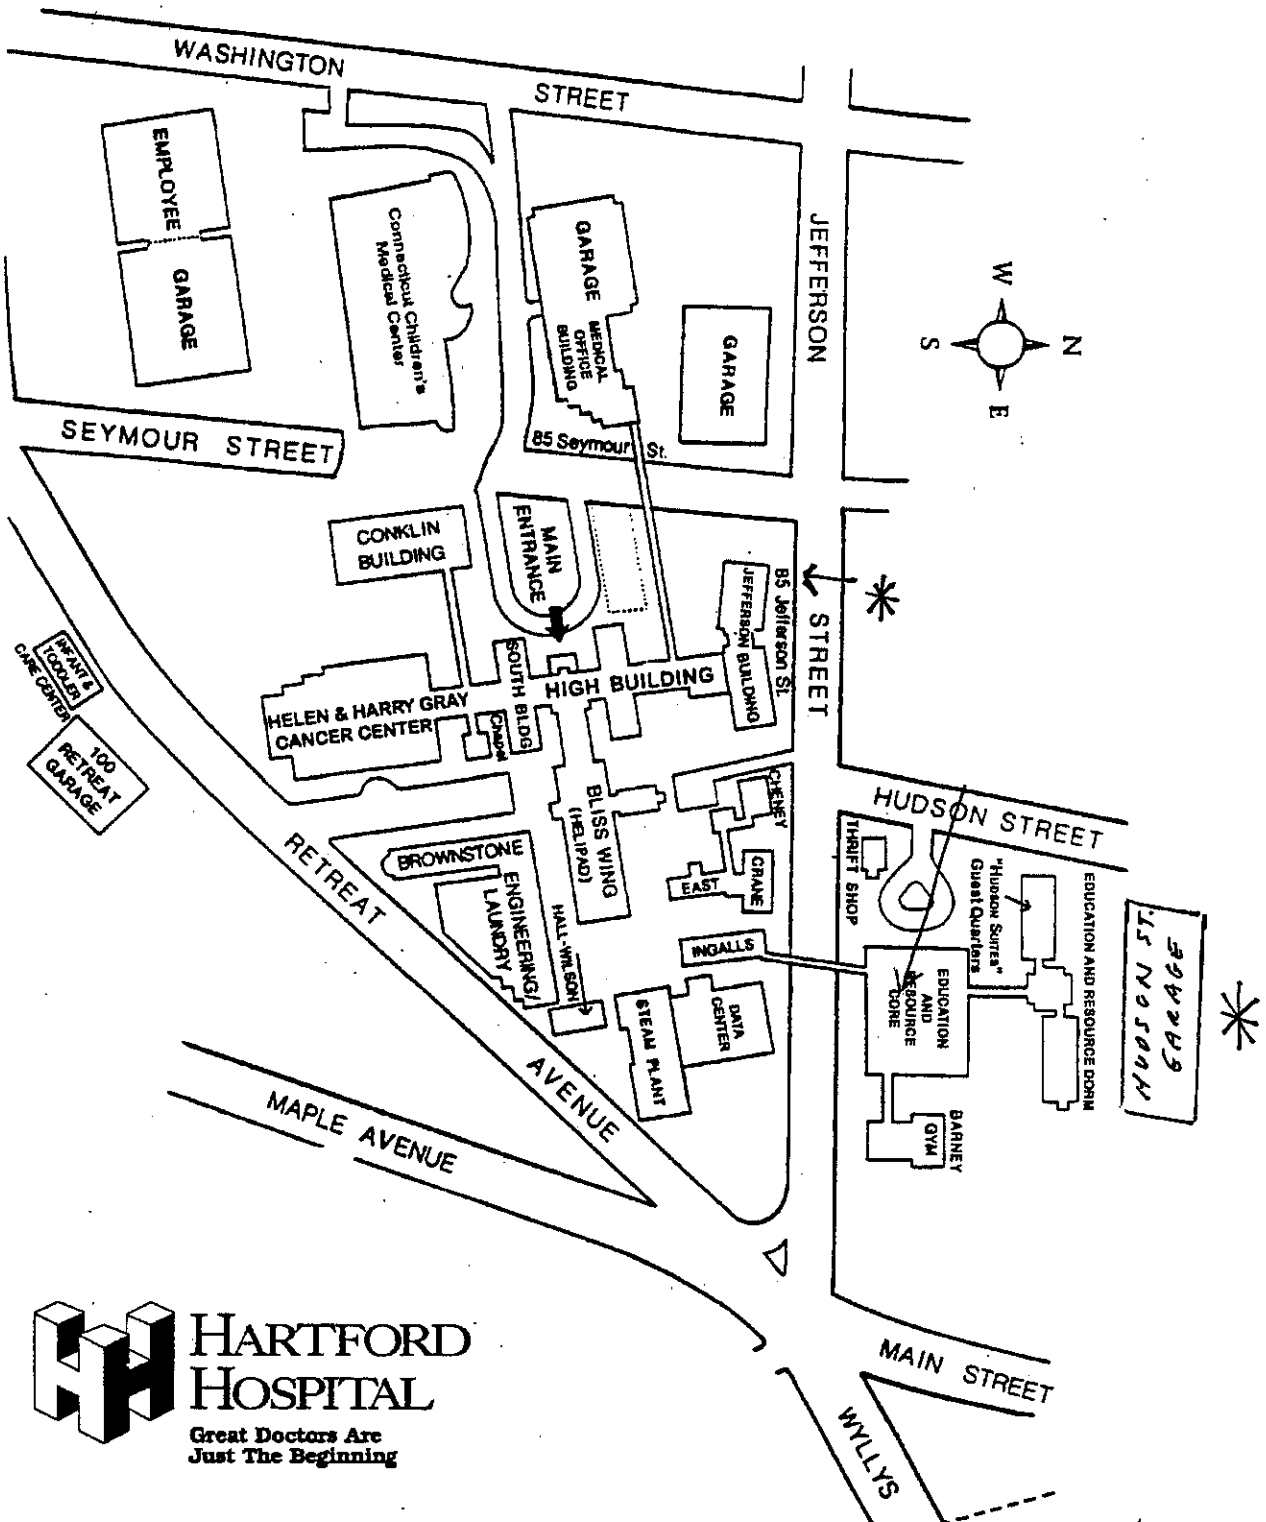 WASHINGTON
STREET
EMPLOYEE
GARAGE
Connecticut Children's
Medical Center
GARAGE
MEDICAL
OFFICE
BUILDING
GARAGE
JEFFERSON
STREET
W
N
S
E
SEYMOUR STREET
85 Seymour St.
CONKLIN
BUILDING
MAIN
ENTRANCE
85 Jefferson St.
JEFFERSON BUILDING
HIGH BUILDING
SOUTH BLDG
Chapel
HELEN & HARRY GRAY
CANCER CENTER
INFANT &
TODDLER
CARE CENTER
100
RETREAT
GARAGE
BLISS WING
(HELIPAD)
CHENEY
CRANE
EAST
INGALLS
BROWNSTONE
ENGINEERING/
LAUNDRY
HALL-WILSON
STEAM PLANT
DATA
CENTER
HUDSON STREET
THRIFT SHOP
"HUDSON SUITES"
Guest Quarters
EDUCATION AND RESOURCE DORM
EDUCATION
AND
RESOURCE
CORE
BARNEY
GYM
HUDSON ST.
GARAGE
RETREAT
AVENUE
MAPLE AVENUE
MAIN STREET
WYLLYS
HARTFORD
HOSPITAL
Great Doctors Are
Just The Beginning